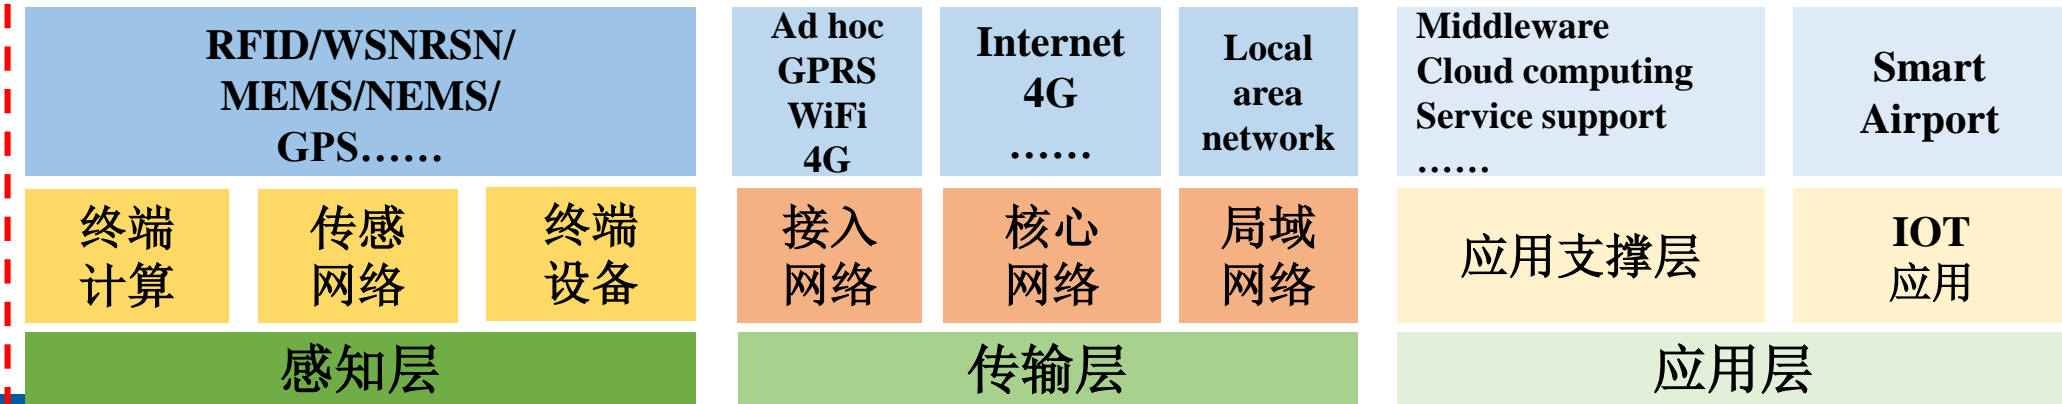 RFID/WSNRSN/
MEMS/NEMS/
GPS……
Ad hoc
GPRS
WiFi
4G
Internet
4G
……
Local
area
network
Middleware
Cloud computing
Service support
……
Smart
Airport
终端
计算
传感
网络
终端
设备
接入
网络
核心
网络
局域
网络
应用支撑层
IOT
应用
感知层
传输层
应用层